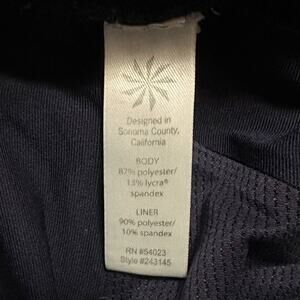 Designed in
Sonoma County,
California
BODY
87% polyester/
13% lycra®
spandex
LINER
90% polyester/
10% spandex
RN #54023
Style #243145